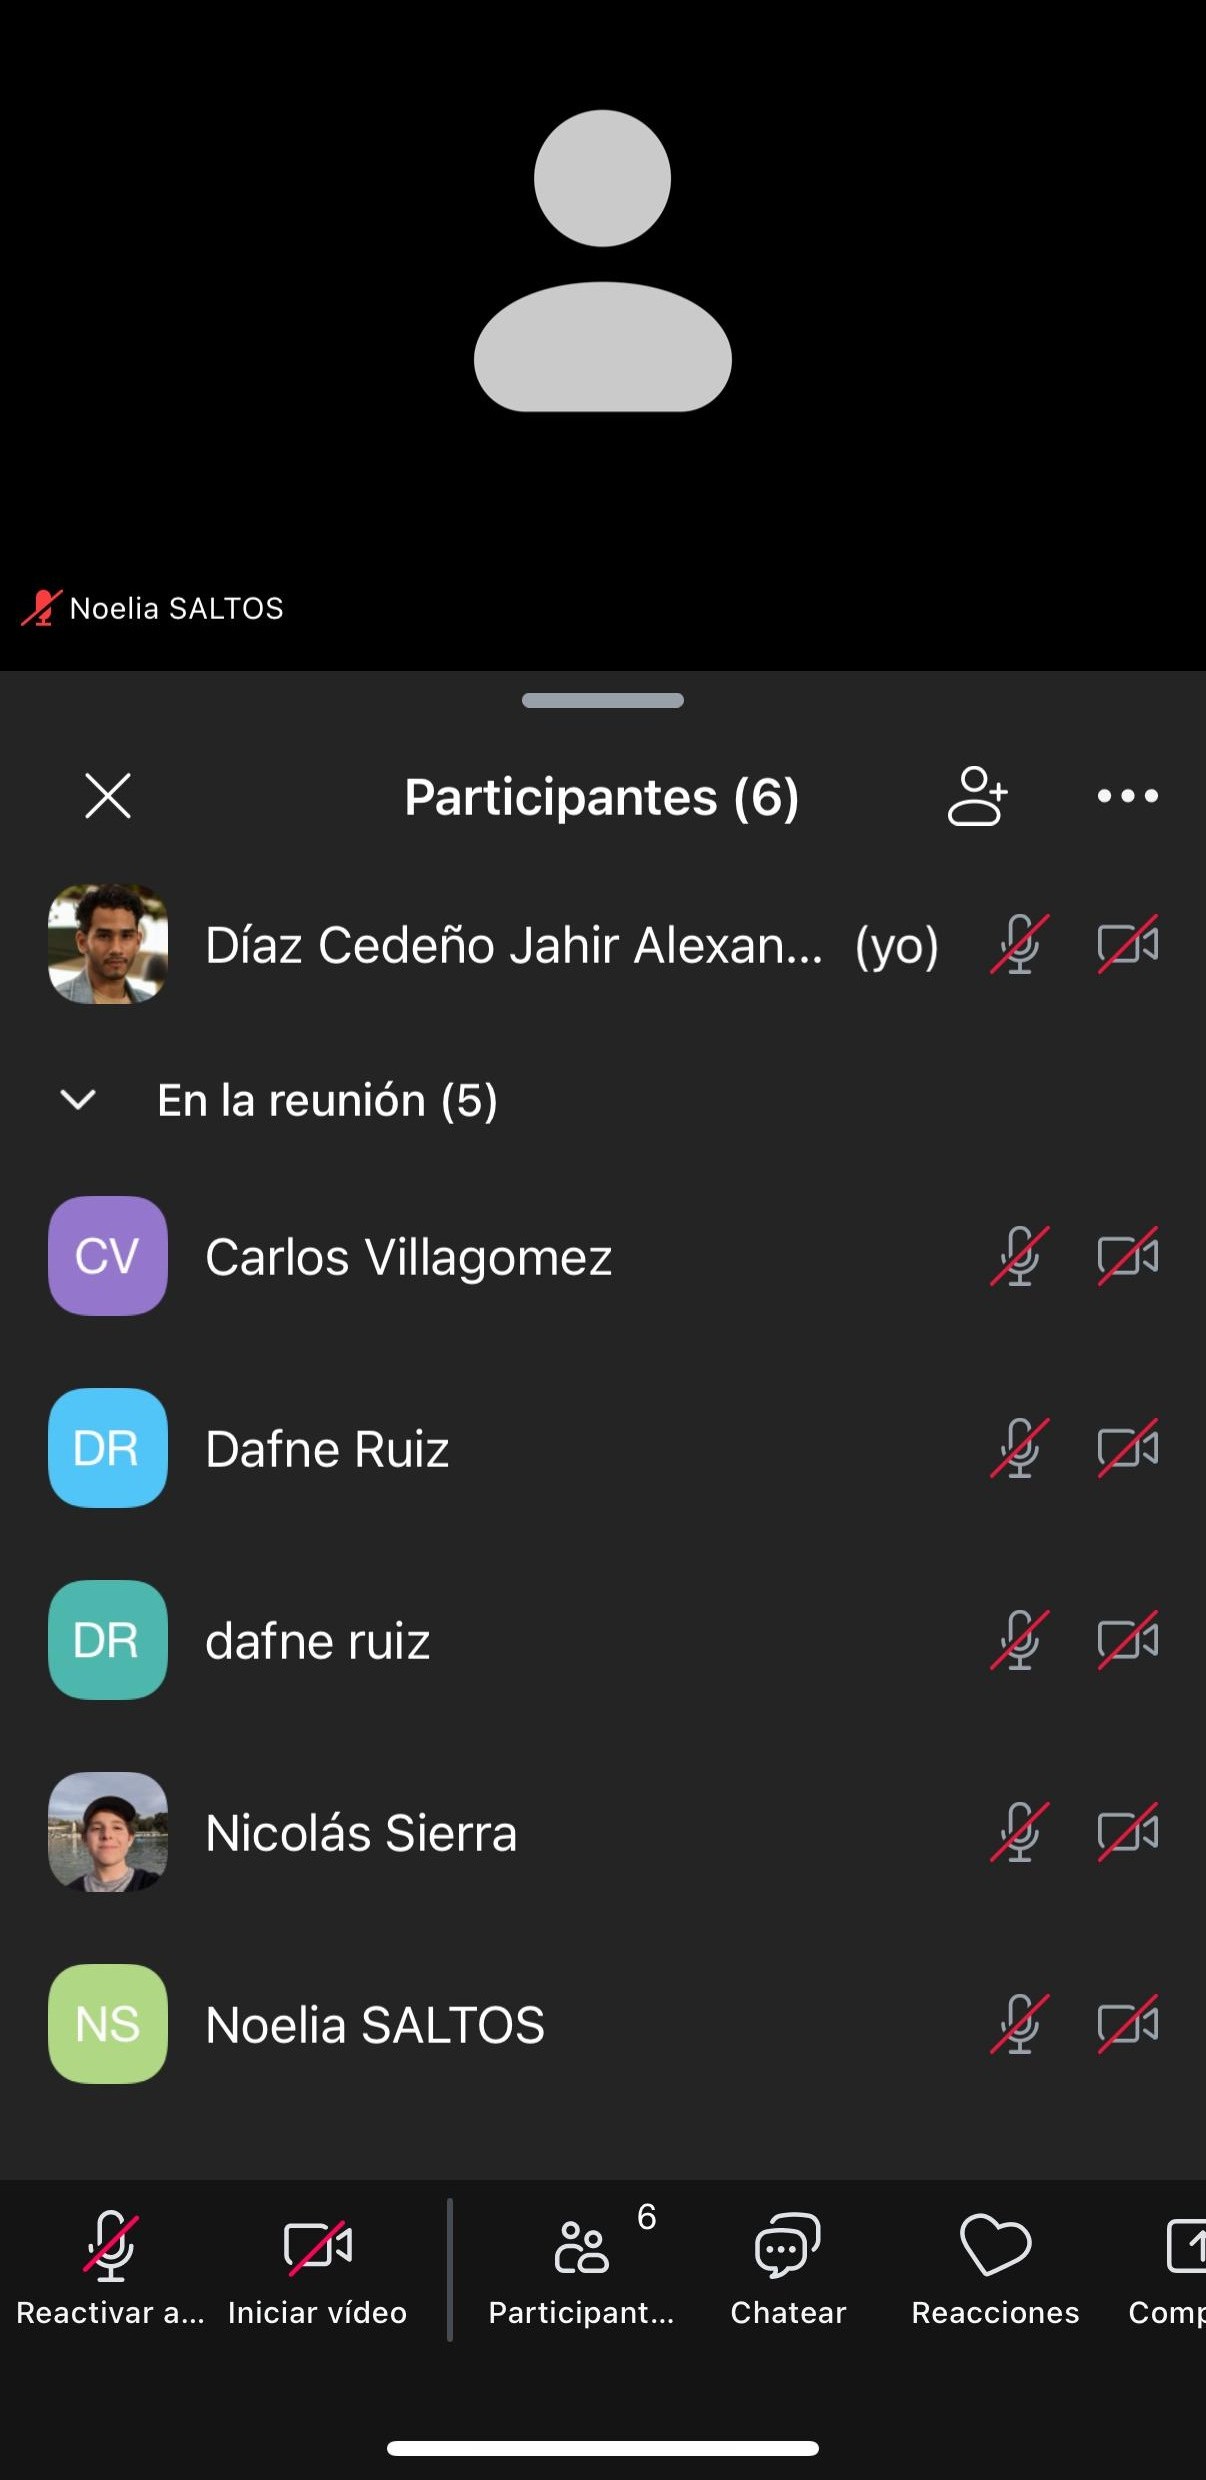 Noelia SALTOS
Participantes (6)
Díaz Cedeño Jahir Alexan... (yo)
En la reunión (5)
CV Carlos Villagomez
DR Dafne Ruiz
DR dafne ruiz
Nicolás Sierra
NS Noelia SALTOS
6
Reactivar a... Iniciar vídeo Participant... Chatear Reacciones Comp